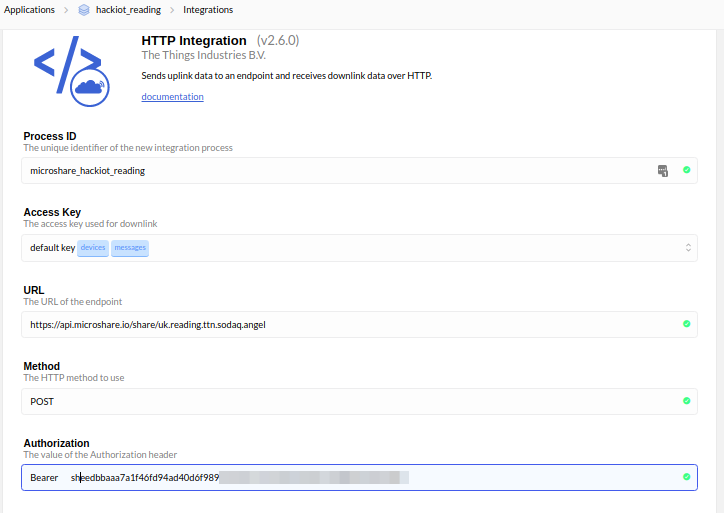 Applications > hackiot_reading > Integrations
HTTP Integration (v2.6.0)
The Things Industries B.V.
Sends uplink data to an endpoint and receives downlink data over HTTP.
documentation
Process ID
The unique identifier of the new integration process
microshare_hackiot_reading
Access Key
The access key used for downlink
default key devices messages
URL
The URL of the endpoint
https://api.microshare.io/share/uk.reading.ttn.sodaq.angel
Method
The HTTP method to use
POST
Authorization
The value of the Authorization header
Bearer sheedbbaaa7a1f46fd94ad40d6f989